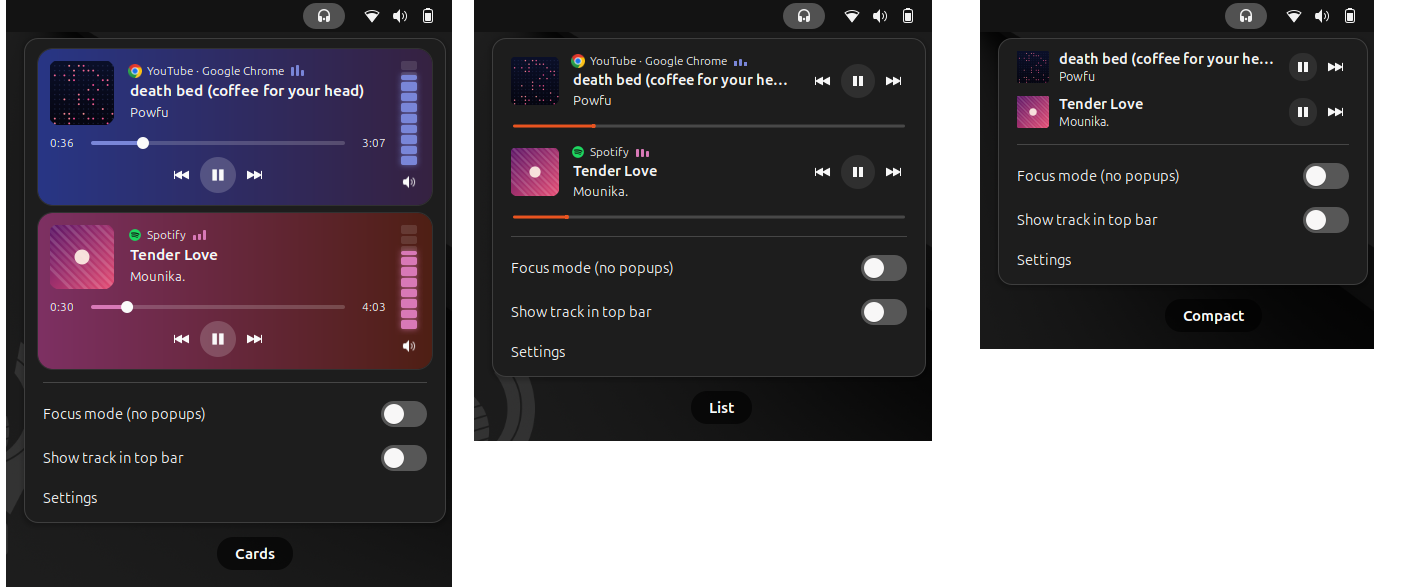 YouTube · Google Chrome
death bed (coffee for your head)
Powfu
0:36
3:07
Spotify
Tender Love
Mounika.
0:30
4:03
Focus mode (no popups)
Show track in top bar
Settings
Cards
YouTube · Google Chrome
death bed (coffee for your he...
Powfu
Spotify
Tender Love
Mounika.
Focus mode (no popups)
Show track in top bar
Settings
List
death bed (coffee for your he...
Powfu
Tender Love
Mounika.
Focus mode (no popups)
Show track in top bar
Settings
Compact